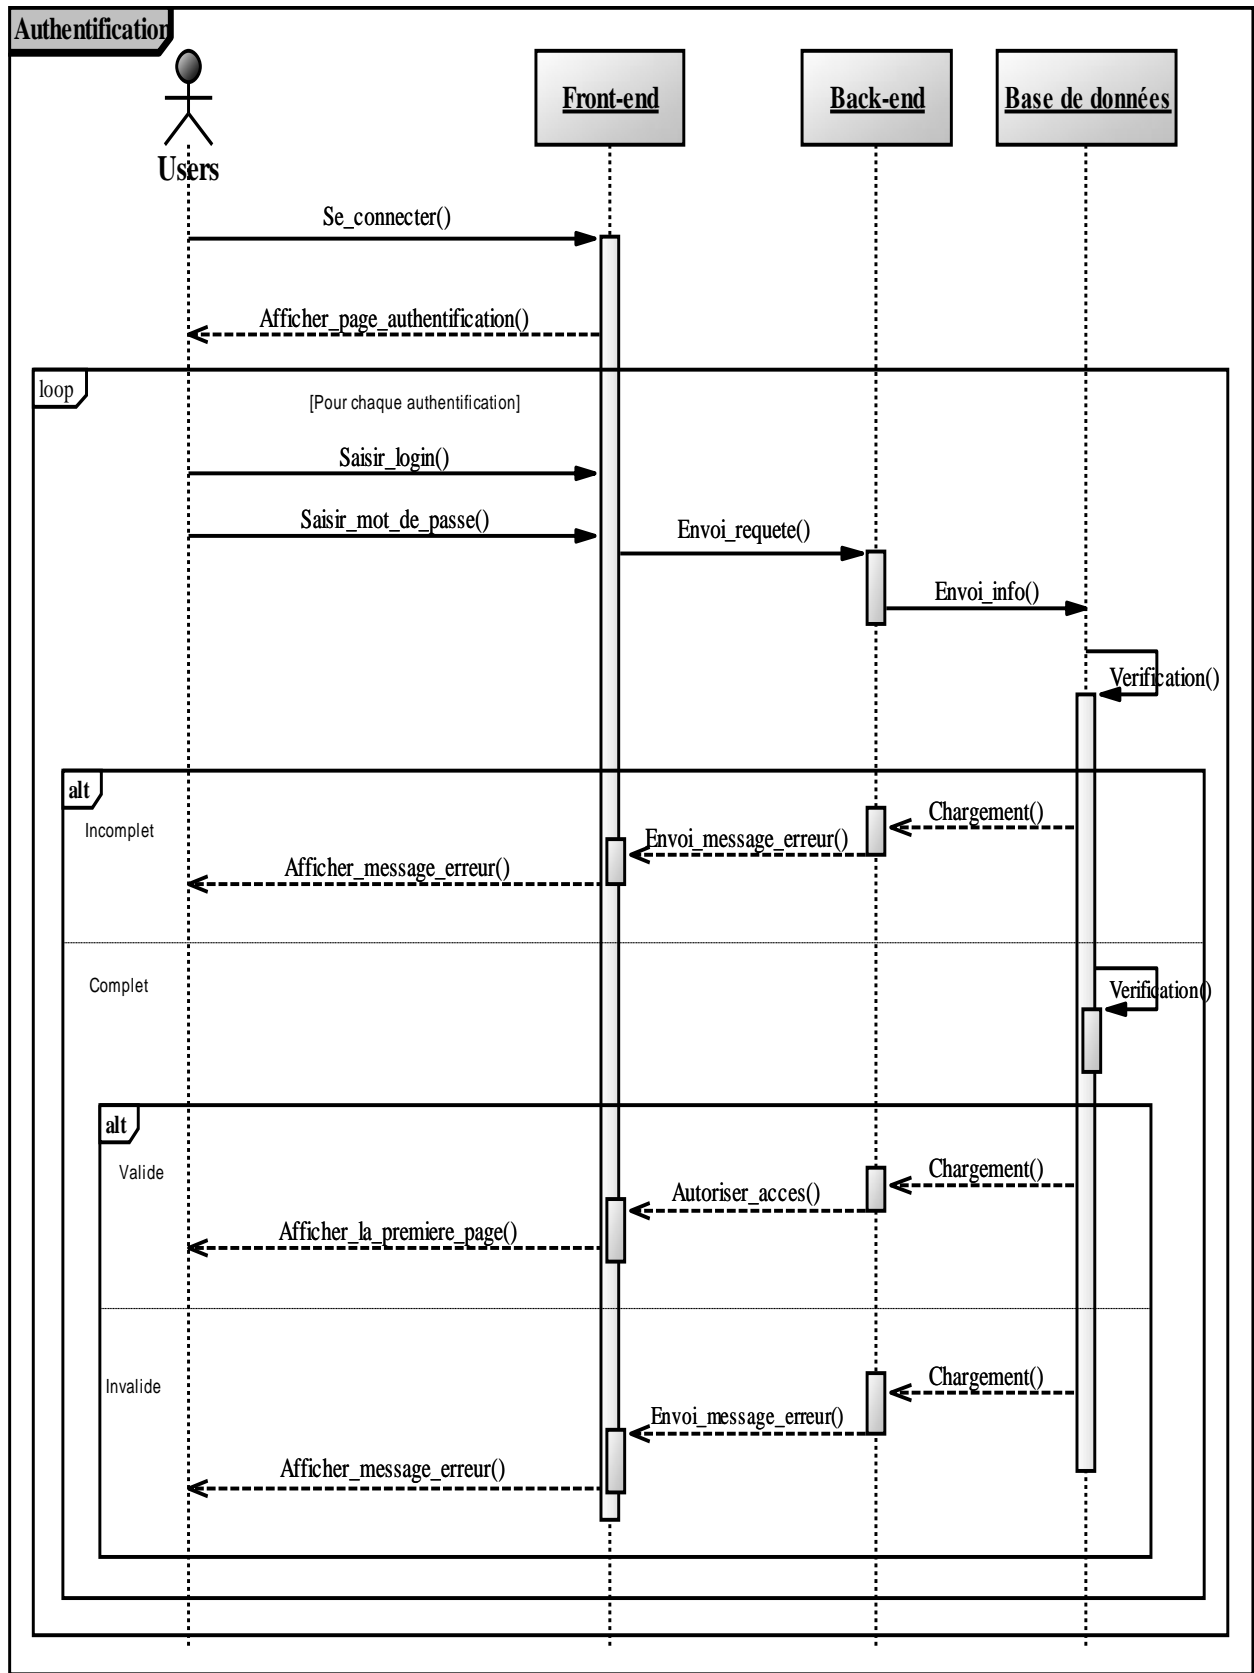 Authentification
Users
Front-end
Back-end
Base de données
Se_connecter()
Afficher_page_authentification()
loop
[Pour chaque authentification]
Saisir_login()
Saisir_mot_de_passe()
Envoi_requete()
Envoi_info()
Verification()
alt
Incomplet
Chargement()
Envoi_message_erreur()
Afficher_message_erreur()
Complet
Verification()
alt
Valide
Chargement()
Autoriser_acces()
Afficher_la_premiere_page()
Invalide
Chargement()
Envoi_message_erreur()
Afficher_message_erreur()